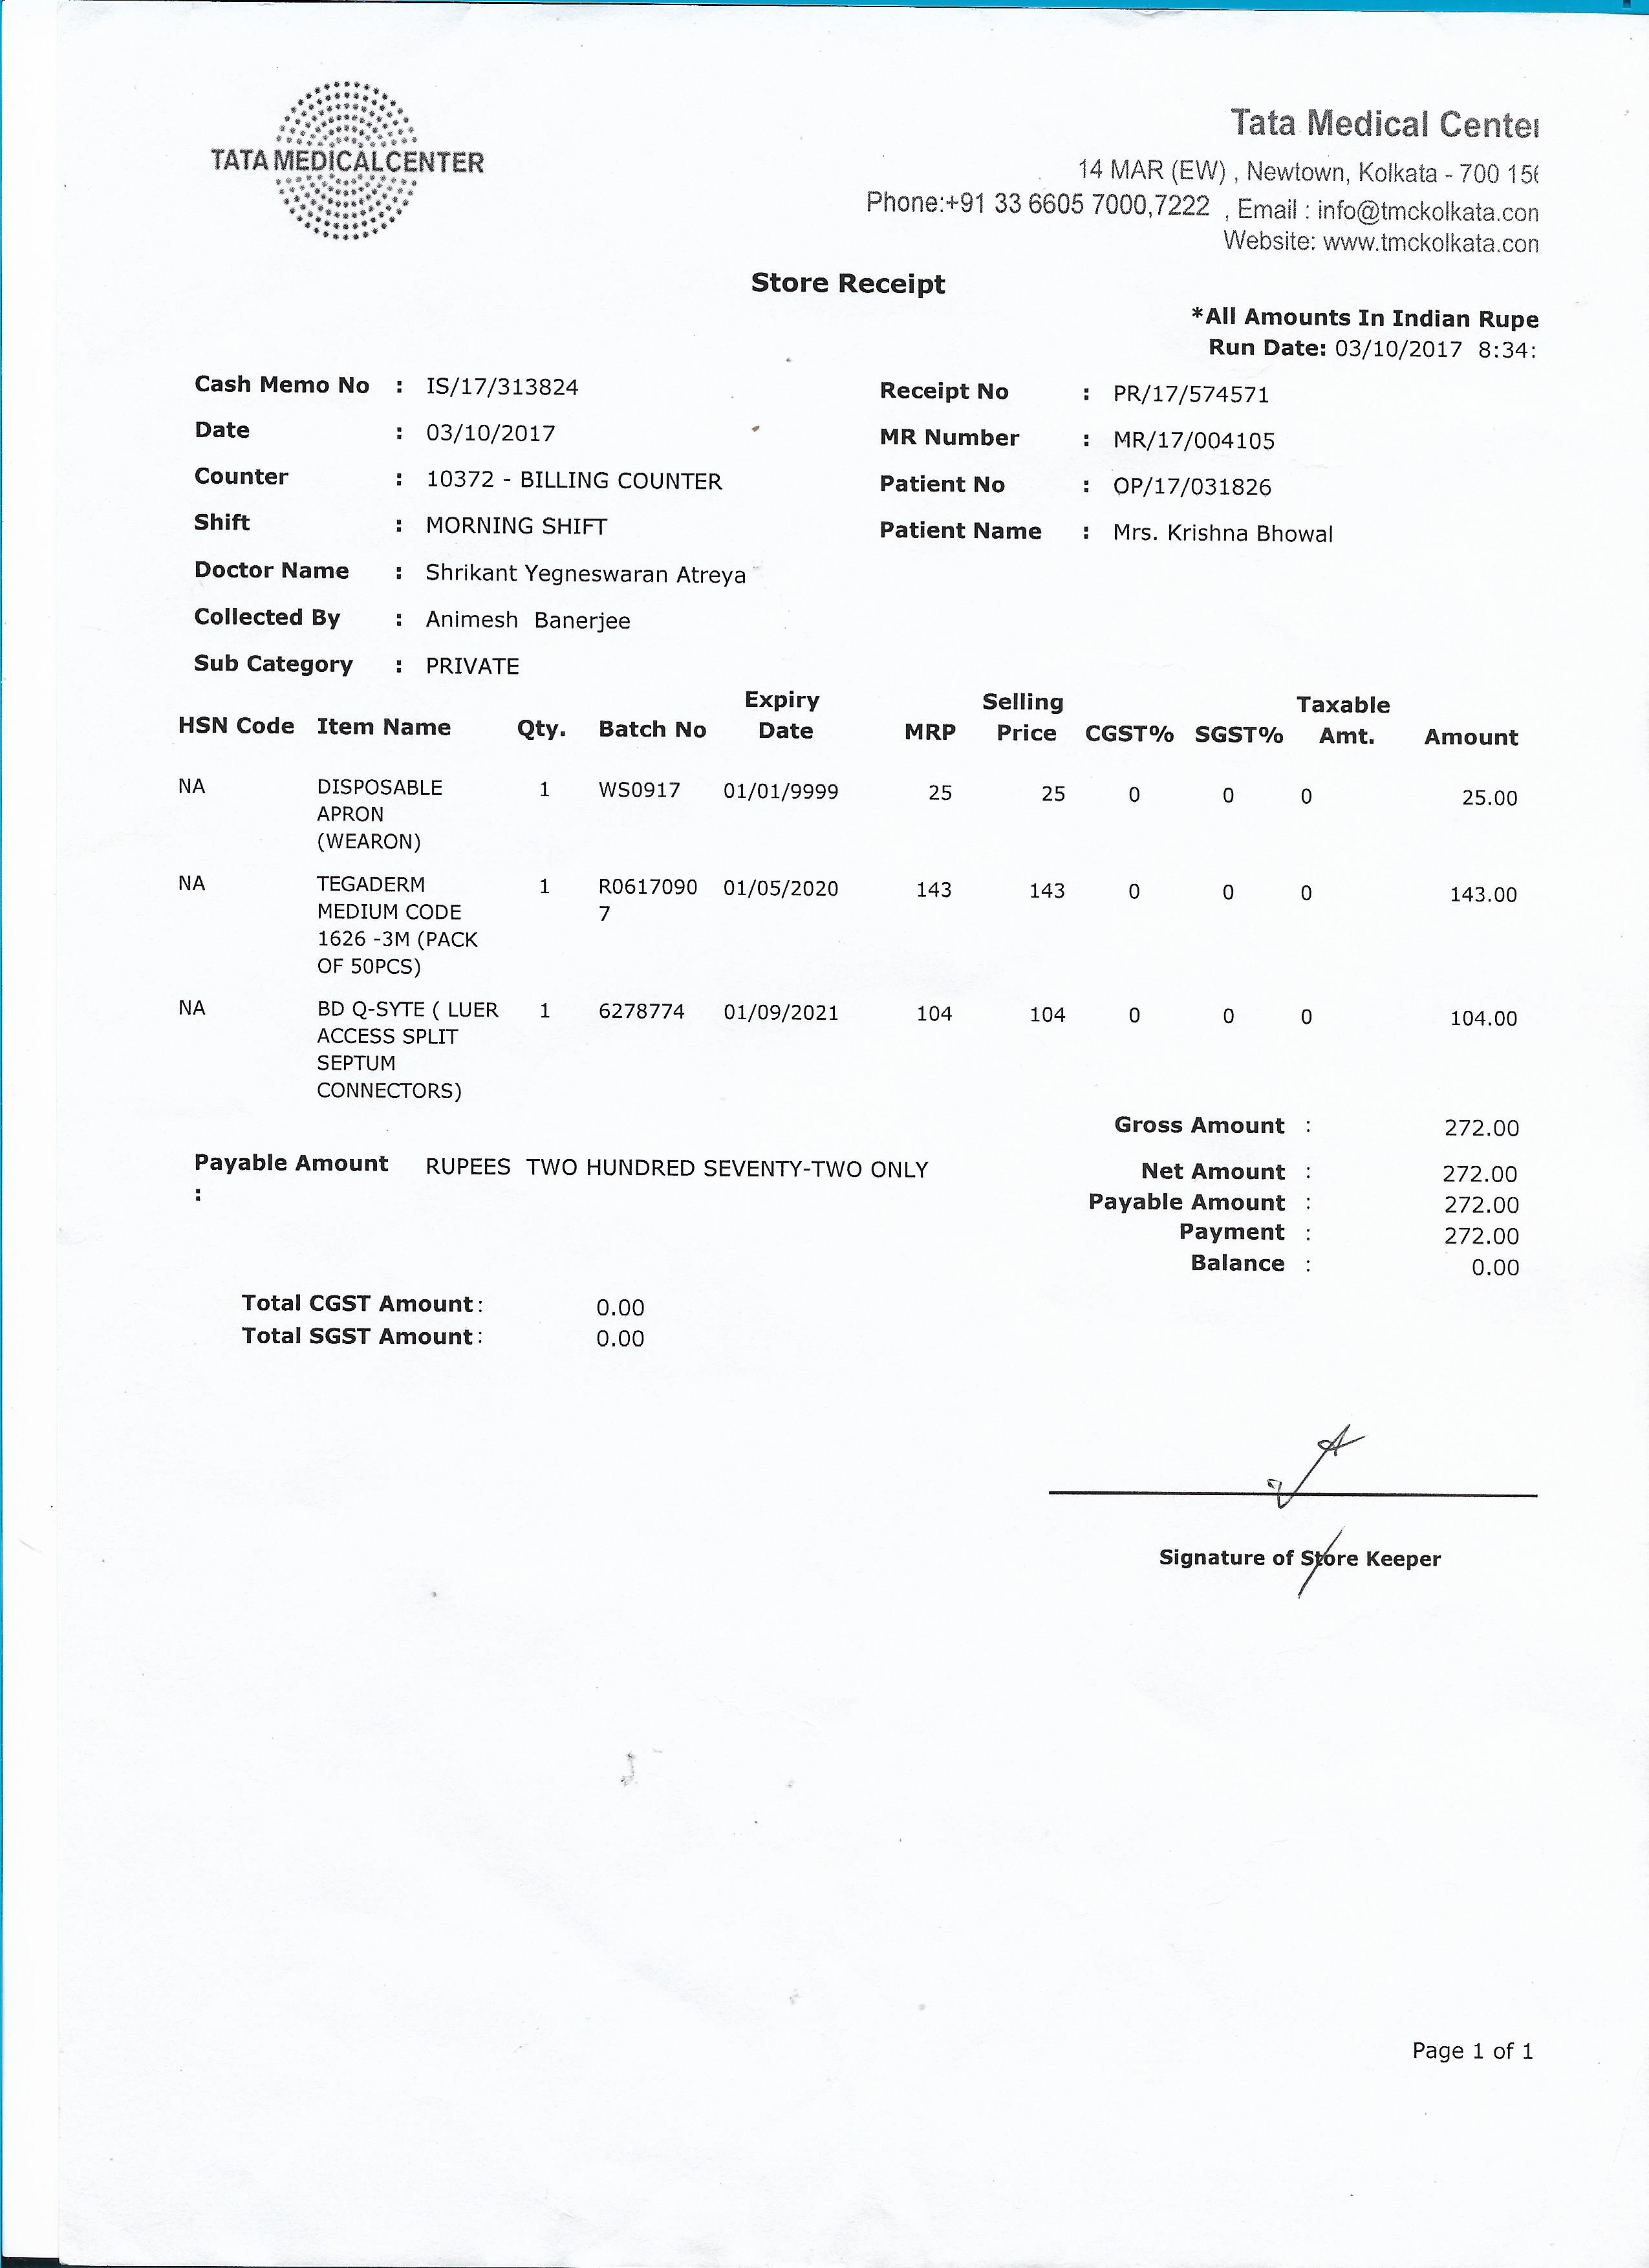 TATA MEDICAL CENTER
Tata Medical Center
14 MAR (EW) , Newtown, Kolkata - 700 156
Phone:+91 33 6605 7000,7222 , Email : info@tmckolkata.con
Website: www.tmckolkata.con
Store Receipt
*All Amounts In Indian Rupe
Run Date: 03/10/2017 8:34:
Cash Memo No : IS/17/313824 Receipt No : PR/17/574571
Date : 03/10/2017 MR Number : MR/17/004105
Counter : 10372 - BILLING COUNTER Patient No : OP/17/031826
Shift : MORNING SHIFT Patient Name : Mrs. Krishna Bhowal
Doctor Name : Shrikant Yegneswaran Atreya
Collected By : Animesh Banerjee
Sub Category : PRIVATE
Expiry Selling Taxable
HSN Code Item Name Qty. Batch No Date MRP Price CGST% SGST% Amt. Amount
NA DISPOSABLE 1 WS0917 01/01/9999 25 25 0 0 0 25.00
APRON
(WEARON)
NA TEGADERM 1 R0617090 01/05/2020 143 143 0 0 0 143.00
MEDIUM CODE 7
1626 -3M (PACK
OF 50PCS)
NA BD Q-SYTE ( LUER 1 6278774 01/09/2021 104 104 0 0 0 104.00
ACCESS SPLIT
SEPTUM
CONNECTORS)
Gross Amount : 272.00
Payable Amount RUPEES TWO HUNDRED SEVENTY-TWO ONLY Net Amount : 272.00
:
Payable Amount : 272.00
Payment : 272.00
Balance : 0.00
Total CGST Amount: 0.00
Total SGST Amount: 0.00
Signature of Store Keeper
Page 1 of 1